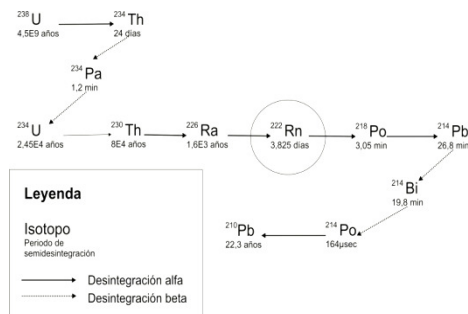 238U 234Th
4,5E9 años 24 días
234Pa
1,2 min
234U 230Th 226Ra 222Rn 218Po 214Pb
2,45E4 años 8E4 años 1,6E3 años 3,825 días 3,05 min 26,8 min
214Bi
19,8 min
210Pb 214Po
22,3 años 164µsec
Leyenda
Isotopo
Periodo de
semidesintegración
Desintegración alfa
Desintegración beta